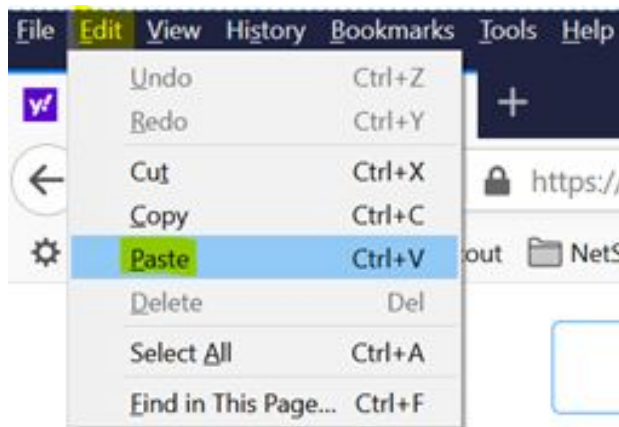 File Edit View History Bookmarks Tools Help
Undo Ctrl+Z
y!
Redo Ctrl+Y
Cut Ctrl+X
https://
Copy Ctrl+C
Paste Ctrl+V
out NetS
Delete Del
Select All Ctrl+A
Find in This Page... Ctrl+F